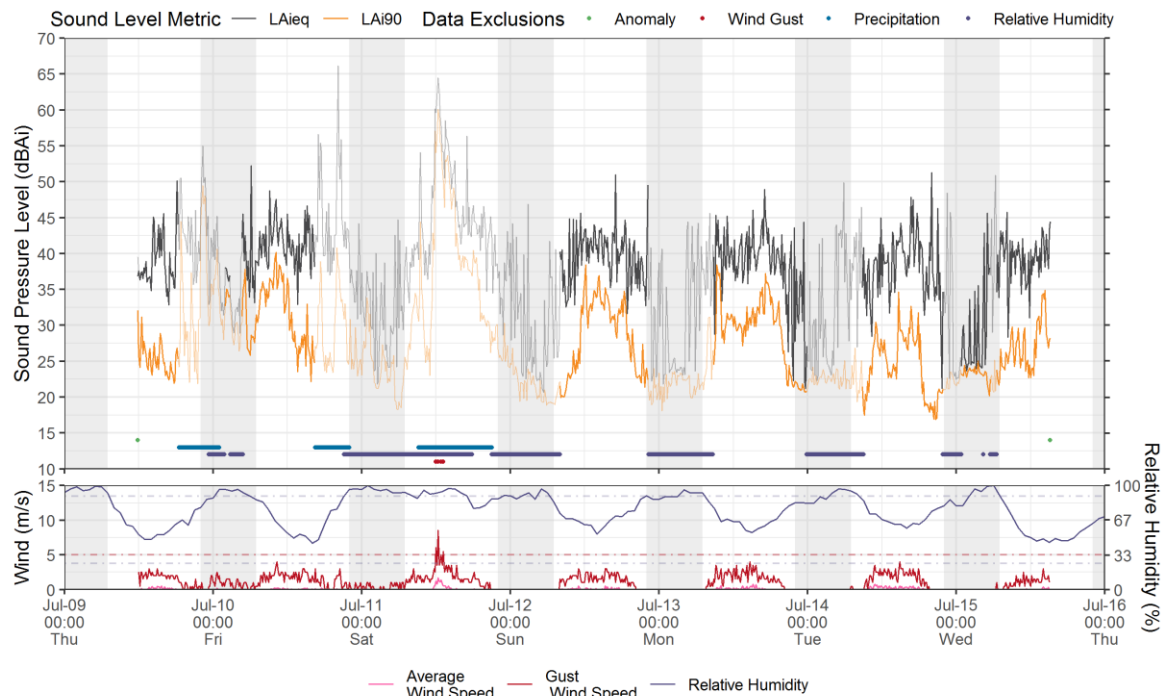 Sound Level Metric LAieq LAi90 Data Exclusions Anomaly Wind Gust Precipitation Relative Humidity
70
65
60
55
50
45
40
35
30
25
20
15
10
Sound Pressure Level (dBAi)
15
10
5
0
Wind (m/s)
100
67
33
0
Relative Humidity (%)
Jul-09 Jul-10 Jul-11 Jul-12 Jul-13 Jul-14 Jul-15 Jul-16
00:00 00:00 00:00 00:00 00:00 00:00 00:00 00:00
Thu Fri Sat Sun Mon Tue Wed Thu
Average Wind Speed Gust Wind Speed Relative Humidity